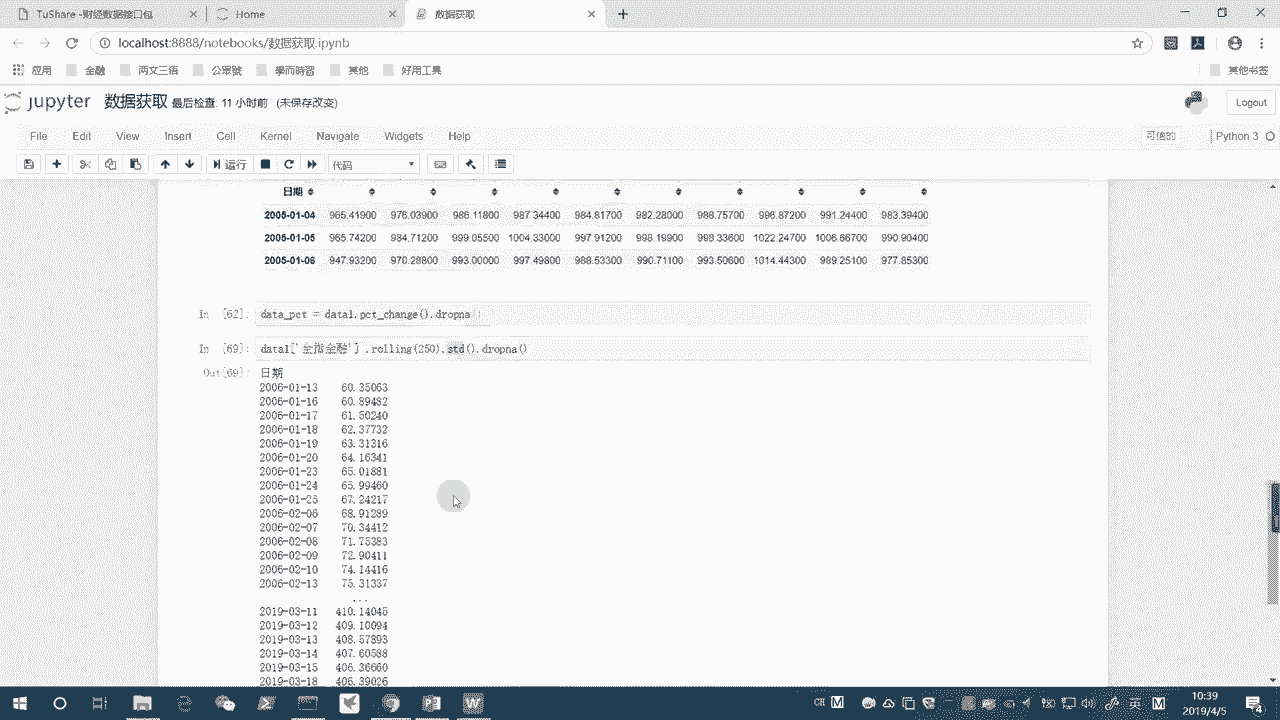 TuShare -财经数据接口包
Home
数据获取
localhost:8888/notebooks/数据获取.ipynb
应用 金融 两文三语 公眾號 學而時習 其他 好用工具 其他书签
jupyter 数据获取 最后检查: 11 小时前 (未保存改变)
Logout
File Edit View Insert Cell Kernel Navigate Widgets Help 可信的 Python 3
运行 代码
日期
2005-01-04 965.41900 976.03900 986.11800 987.34400 984.81700 982.28000 988.75700 996.87200 991.24400 983.39400
2005-01-05 965.74200 984.71200 999.05500 1004.33000 997.91200 998.19900 998.33600 1022.24700 1006.66700 990.90400
2005-01-06 947.93200 970.28800 993.00000 997.49800 988.53300 990.71100 993.50600 1014.44300 989.25100 977.85300
In [62]: data_pct = data1.pct_change().dropna()
In [69]: data1['全指金融'].rolling(250).std().dropna()
Out[69]: 日期
2006-01-13 60.35063
2006-01-16 60.89482
2006-01-17 61.50240
2006-01-18 62.37732
2006-01-19 63.31316
2006-01-20 64.16341
2006-01-23 65.01881
2006-01-24 65.99460
2006-01-25 67.24217
2006-02-06 68.91289
2006-02-07 70.34412
2006-02-08 71.75383
2006-02-09 72.90411
2006-02-10 74.14416
2006-02-13 75.31337
...
2019-03-11 410.14045
2019-03-12 409.10094
2019-03-13 408.57893
2019-03-14 407.60588
2019-03-15 406.36660
2019-03-18 406.39026
CH M
英 M
10:39
2019/4/5